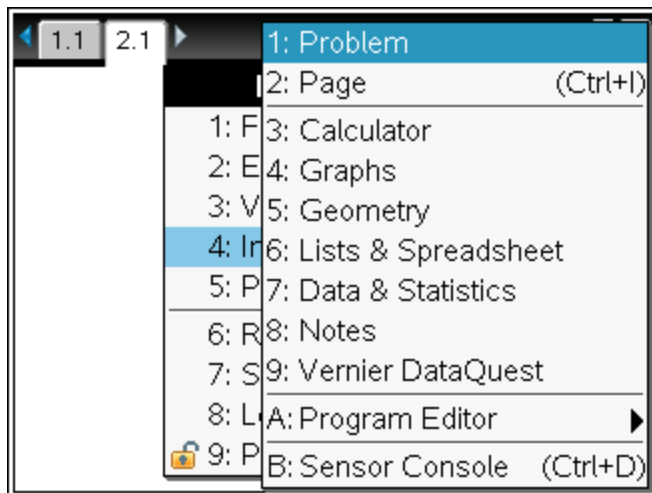 1.1 2.1
1: Problem
2: Page (Ctrl+I)
3: Calculator
4: Graphs
5: Geometry
6: Lists & Spreadsheet
7: Data & Statistics
8: Notes
9: Vernier DataQuest
A: Program Editor
B: Sensor Console (Ctrl+D)
1: F
2: E
3: V
4: In
5: P
6: R
7: S
8: L
9: P